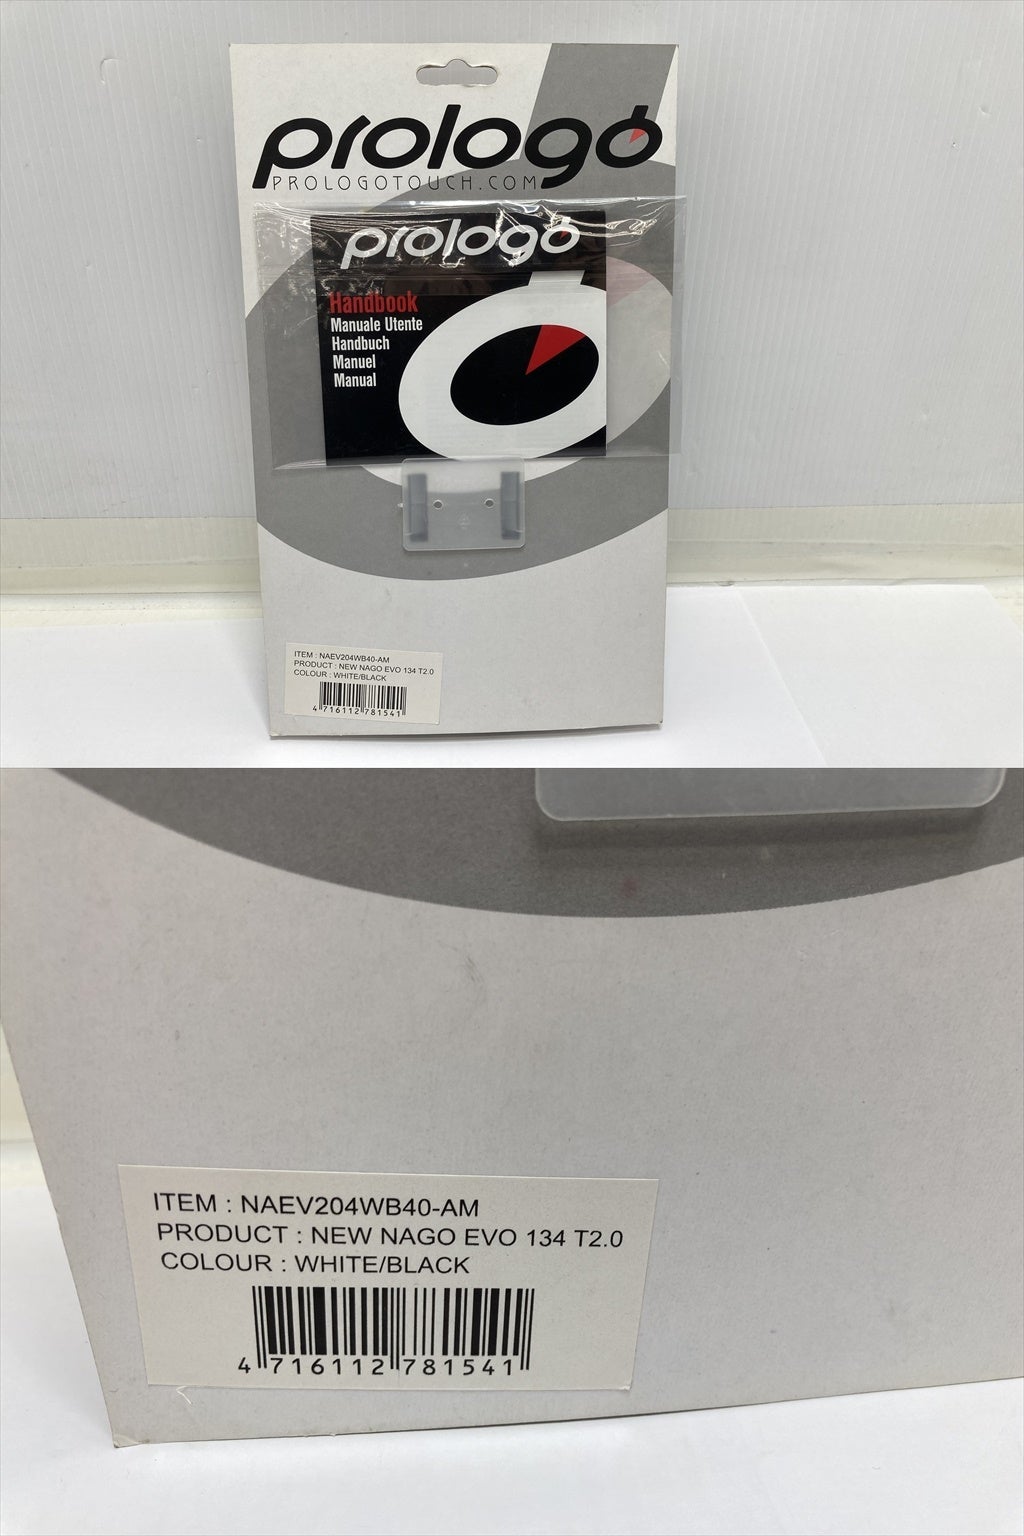 prologo
PROLOGOTOUCH.COM
prologo
Handbook
Manuale Utente
Handbuch
Manuel
Manual
ITEM : NAEV204WB40-AM
PRODUCT : NEW NAGO EVO 134 T2.0
COLOUR : WHITE/BLACK
4 716112 781541
ITEM : NAEV204WB40-AM
PRODUCT : NEW NAGO EVO 134 T2.0
COLOUR : WHITE/BLACK
4 716112 781541